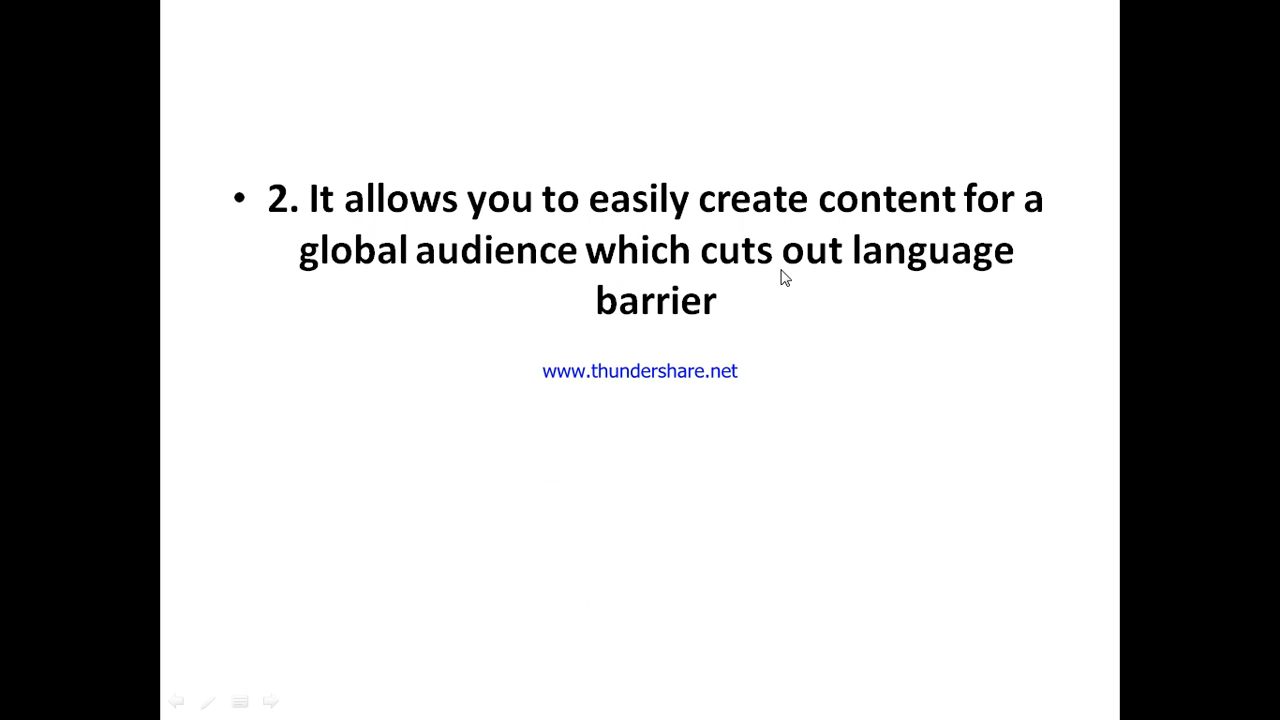 • 2. It allows you to easily create content for a
global audience which cuts out language
barrier
www.thundershare.net